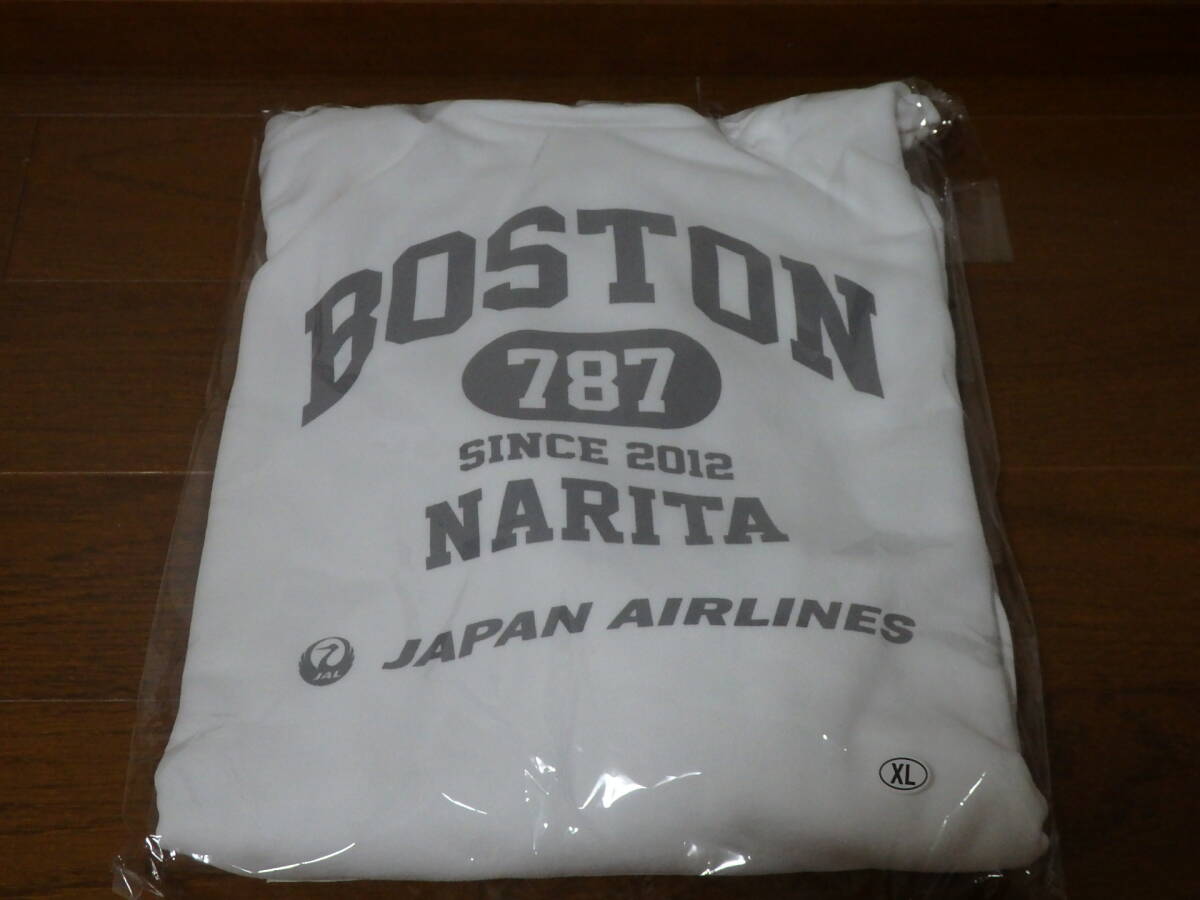 BOSTON
787
SINCE 2012
NARITA
JAL JAPAN AIRLINES
XL